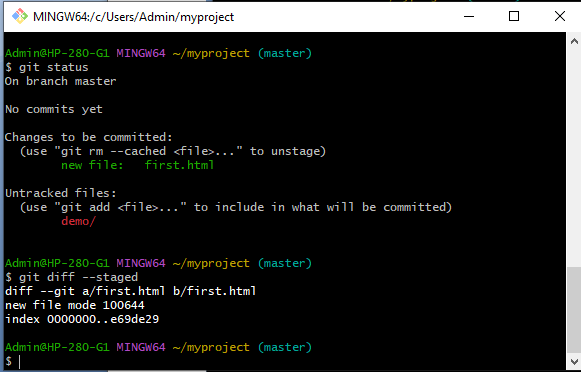 MINGW64:/c/Users/Admin/myproject
Admin@HP-280-G1 MINGW64 ~/myproject (master)
$ git status
On branch master
No commits yet
Changes to be committed:
  (use "git rm --cached <file>..." to unstage)
        new file:   first.html
Untracked files:
  (use "git add <file>..." to include in what will be committed)
        demo/
Admin@HP-280-G1 MINGW64 ~/myproject (master)
$ git diff --staged
diff --git a/first.html b/first.html
new file mode 100644
index 0000000..e69de29
Admin@HP-280-G1 MINGW64 ~/myproject (master)
$